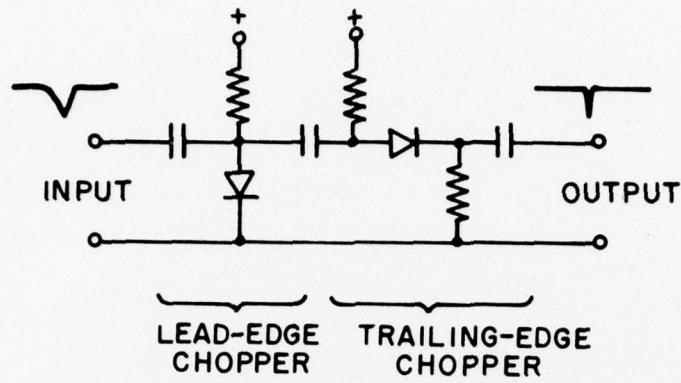 + +
INPUT
OUTPUT
LEAD-EDGE
CHOPPER
TRAILING-EDGE
CHOPPER